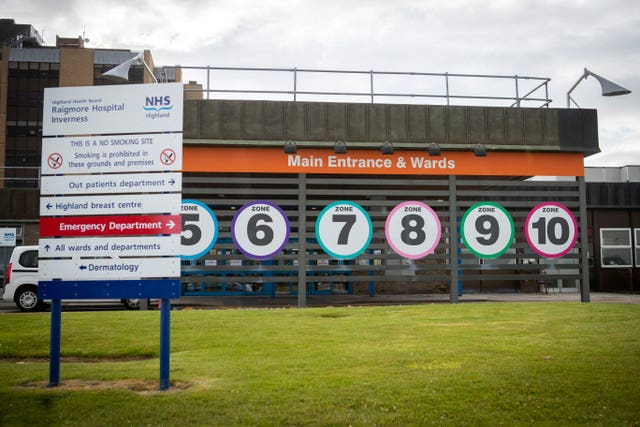 Highland Health Board
Raigmore Hospital
Inverness
NHS
Highland
THIS IS A NO SMOKING SITE
Smoking is prohibited in
these grounds and premises
Out patients department →
← Highland breast centre
Emergency Department →
↑ All wards and departments
← Dermatology
Main Entrance & Wards
5
ZONE
6
ZONE
7
ZONE
8
ZONE
9
ZONE
10